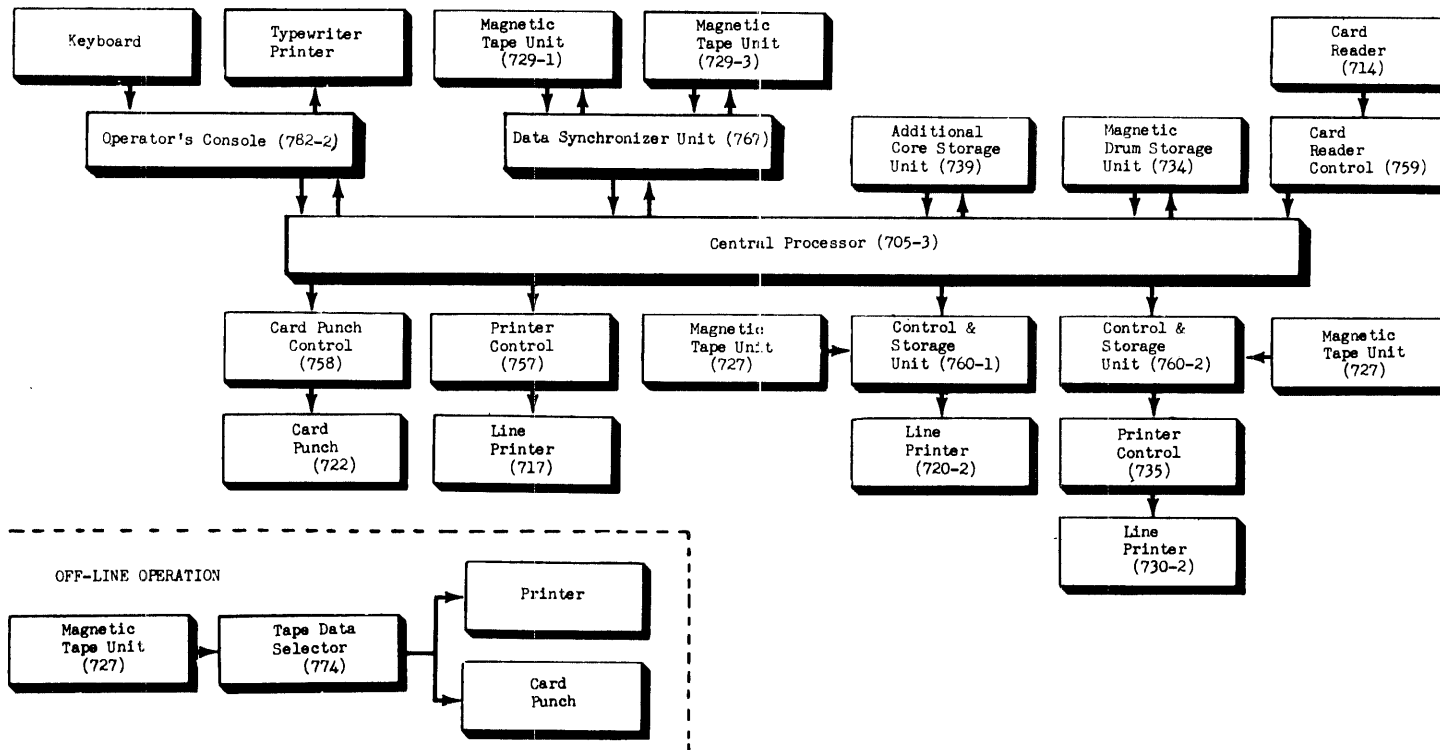 Keyboard
Typewriter
Printer
Magnetic
Tape Unit
(729-1)
Magnetic
Tape Unit
(729-3)
Card
Reader
(714)
Operator's Console (782-2)
Data Synchronizer Unit (767)
Additional
Core Storage
Unit (739)
Magnetic
Drum Storage
Unit (734)
Card
Reader
Control (759)
Central Processor (705-3)
Card Punch
Control
(758)
Printer
Control
(757)
Magnetic
Tape Unit
(727)
Control &
Storage
Unit (760-1)
Control &
Storage
Unit (760-2)
Magnetic
Tape Unit
(727)
Card
Punch
(722)
Line
Printer
(717)
Line
Printer
(720-2)
Printer
Control
(735)
Line
Printer
(730-2)
OFF-LINE OPERATION
Magnetic
Tape Unit
(727)
Tape Data
Selector
(774)
Printer
Card
Punch